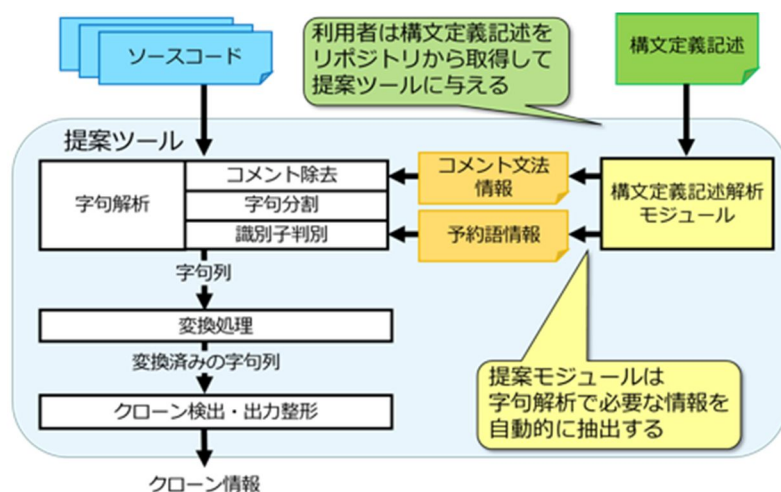 ソースコード
利用者は構文定義記述を
リポジトリから取得して
提案ツールに与える
構文定義記述
提案ツール
字句解析
コメント除去
字句分割
識別子判別
コメント文法
情報
予約語情報
構文定義記述解析
モジュール
字句列
変換処理
変換済みの字句列
クローン検出・出力整形
提案モジュールは
字句解析で必要な情報を
自動的に抽出する
クローン情報